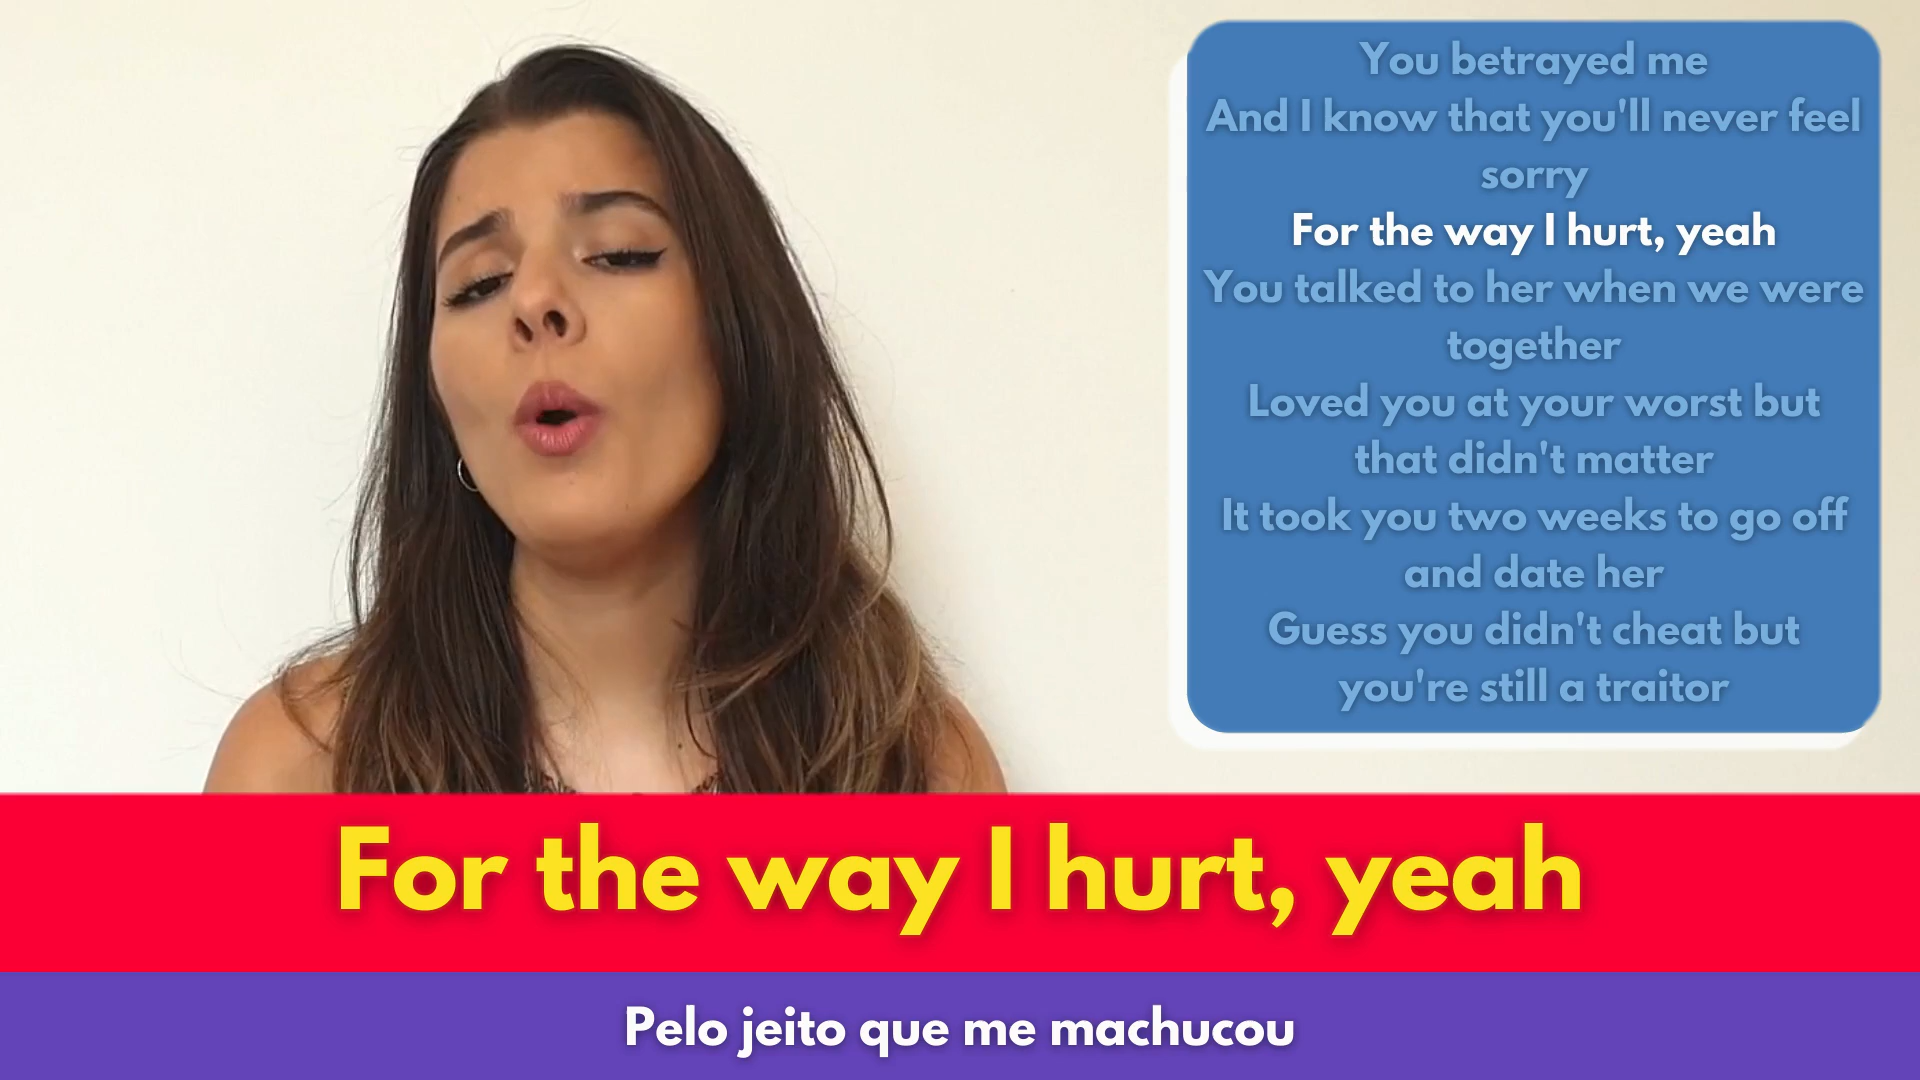 You betrayed me
And I know that you'll never feel
sorry
For the way I hurt, yeah
You talked to her when we were
together
Loved you at your worst but
that didn't matter
It took you two weeks to go off
and date her
Guess you didn't cheat but
you're still a traitor
For the way I hurt, yeah
Pelo jeito que me machucou